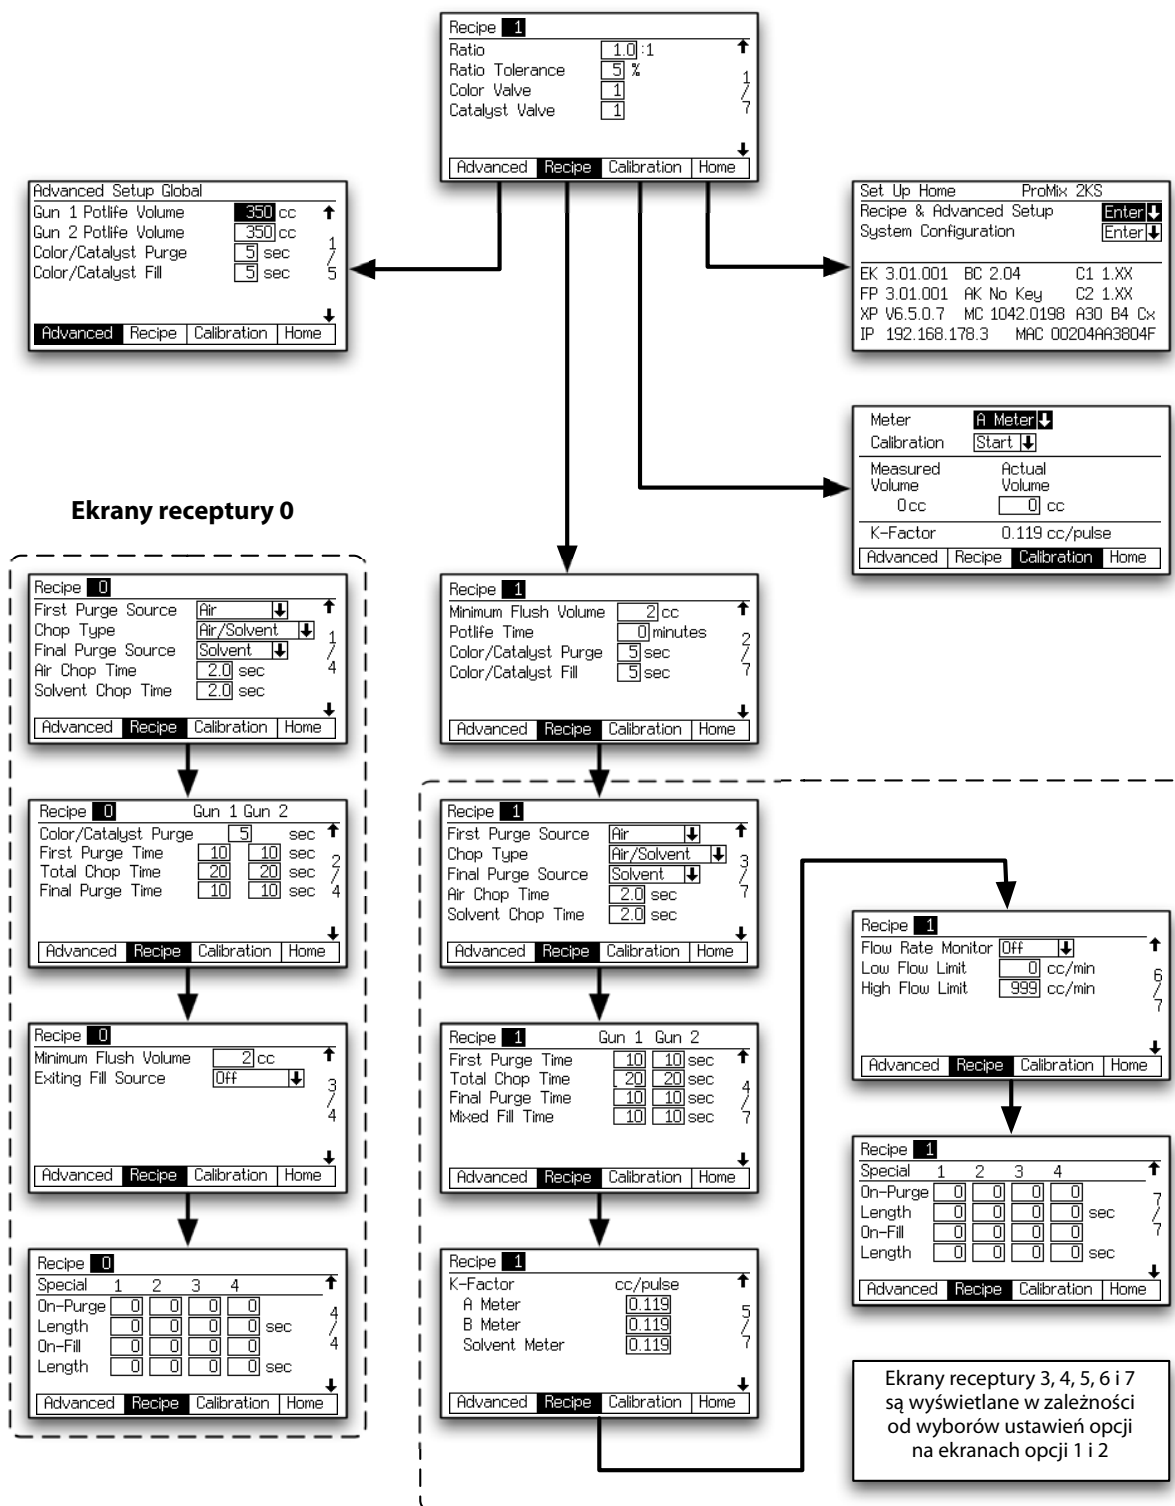 Recipe 1
Ratio 1.0 :1
Ratio Tolerance 5 %
Color Valve 1
Catalyst Valve 1
1 / 7
Advanced Recipe Calibration Home
Advanced Setup Global
Gun 1 Potlife Volume 350 cc
Gun 2 Potlife Volume 350 cc
Color/Catalyst Purge 5 sec
Color/Catalyst Fill 5 sec
1 / 5
Advanced Recipe Calibration Home
Set Up Home ProMix 2KS
Recipe & Advanced Setup Enter
System Configuration Enter
EK 3.01.001 BC 2.04 C1 1.XX
FP 3.01.001 AK No Key C2 1.XX
XP V6.5.0.7 MC 1042.0198 A30 B4 Cx
IP 192.168.178.3 MAC 00204AA3804F
Meter A Meter
Calibration Start
Measured Actual
Volume Volume
0 cc 0 cc
K-Factor 0.119 cc/pulse
Advanced Recipe Calibration Home
Ekrany receptury 0
Recipe 0
First Purge Source Air
Chop Type Air/Solvent
Final Purge Source Solvent
Air Chop Time 2.0 sec
Solvent Chop Time 2.0 sec
1 / 4
Advanced Recipe Calibration Home
Recipe 0 Gun 1 Gun 2
Color/Catalyst Purge 5 sec
First Purge Time 10 10 sec
Total Chop Time 20 20 sec
Final Purge Time 10 10 sec
2 / 4
Advanced Recipe Calibration Home
Recipe 0
Minimum Flush Volume 2 cc
Exiting Fill Source Off
3 / 4
Advanced Recipe Calibration Home
Recipe 0
Special 1 2 3 4
On-Purge 0 0 0 0
Length 0 0 0 0 sec
On-Fill 0 0 0 0
Length 0 0 0 0 sec
4 / 4
Advanced Recipe Calibration Home
Recipe 1
Minimum Flush Volume 2 cc
Potlife Time 0 minutes
Color/Catalyst Purge 5 sec
Color/Catalyst Fill 5 sec
2 / 7
Advanced Recipe Calibration Home
Recipe 1
First Purge Source Air
Chop Type Air/Solvent
Final Purge Source Solvent
Air Chop Time 2.0 sec
Solvent Chop Time 2.0 sec
3 / 7
Advanced Recipe Calibration Home
Recipe 1 Gun 1 Gun 2
First Purge Time 10 10 sec
Total Chop Time 20 20 sec
Final Purge Time 10 10 sec
Mixed Fill Time 10 10 sec
4 / 7
Advanced Recipe Calibration Home
Recipe 1
K-Factor cc/pulse
A Meter 0.119
B Meter 0.119
Solvent Meter 0.119
5 / 7
Advanced Recipe Calibration Home
Recipe 1
Flow Rate Monitor Off
Low Flow Limit 0 cc/min
High Flow Limit 999 cc/min
6 / 7
Advanced Recipe Calibration Home
Recipe 1
Special 1 2 3 4
On-Purge 0 0 0 0
Length 0 0 0 0 sec
On-Fill 0 0 0 0
Length 0 0 0 0 sec
7 / 7
Advanced Recipe Calibration Home
Ekrany receptury 3, 4, 5, 6 i 7
są wyświetlane w zależności
od wyborów ustawień opcji
na ekranach opcji 1 i 2